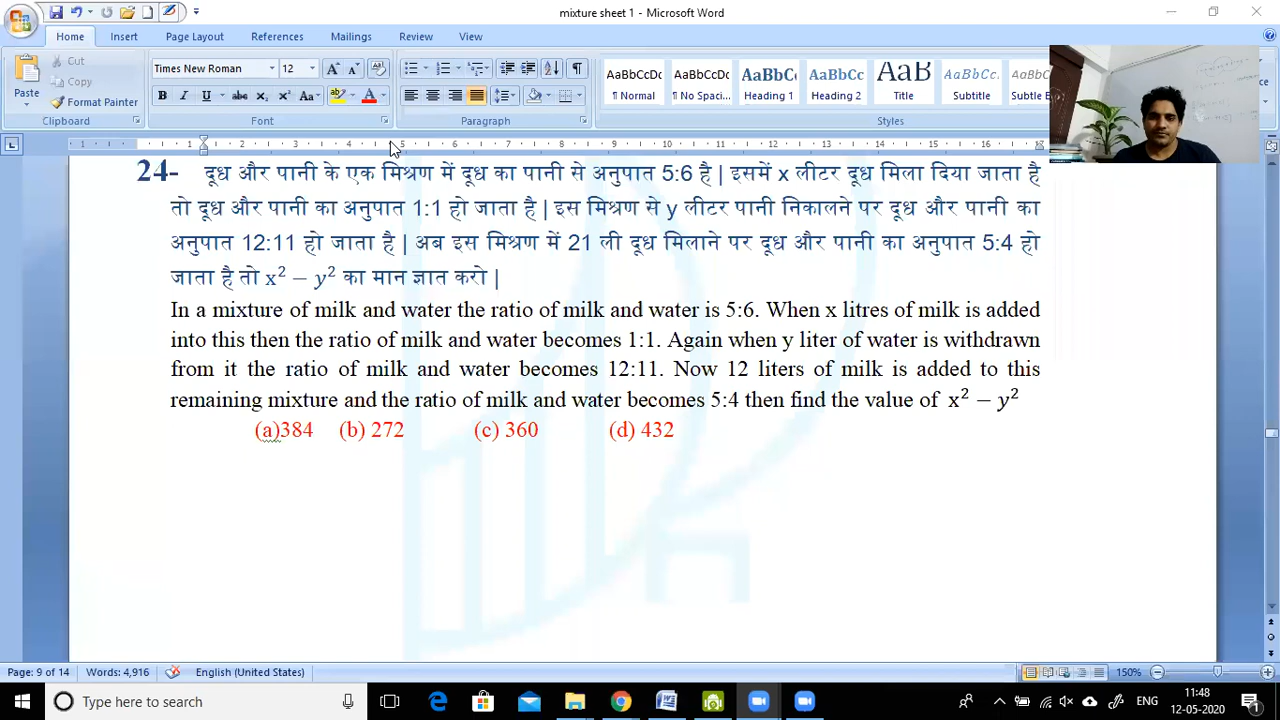 mixture sheet 1 - Microsoft Word
Home Insert Page Layout References Mailings Review View
Paste
Cut
Copy
Format Painter
Clipboard
Times New Roman 12
B I U abc x₂ x² Aa A
Font
Paragraph
AaBbCcDc AaBbCcDc AaBbCc AaBbCc AaBbCc AaBbCc AaBbCc
¶ Normal ¶ No Spaci... Heading 1 Heading 2 Title Subtitle Subtle E
Styles
24- दूध और पानी के एक मिश्रण में दूध का पानी से अनुपात 5:6 है | इसमें x लीटर दूध मिला दिया जाता है
तो दूध और पानी का अनुपात 1:1 हो जाता है | इस मिश्रण से y लीटर पानी निकालने पर दूध और पानी का
अनुपात 12:11 हो जाता है | अब इस मिश्रण में 21 ली दूध मिलाने पर दूध और पानी का अनुपात 5:4 हो
जाता है तो x² − y² का मान ज्ञात करो |
In a mixture of milk and water the ratio of milk and water is 5:6. When x litres of milk is added
into this then the ratio of milk and water becomes 1:1. Again when y liter of water is withdrawn
from it the ratio of milk and water becomes 12:11. Now 12 liters of milk is added to this
remaining mixture and the ratio of milk and water becomes 5:4 then find the value of x² − y²
(a)384 (b) 272 (c) 360 (d) 432
Page: 9 of 14 Words: 4,916 English (United States) 150%
Type here to search
ENG
11:48
12-05-2020